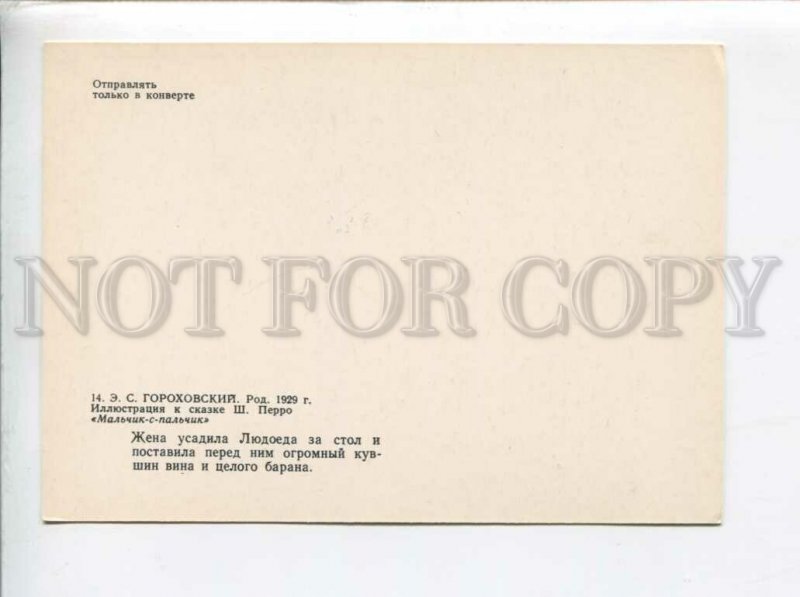 Отправлять
только в конверте
NOT FOR COPY
14. Э. С. ГОРОХОВСКИЙ. Род. 1929 г.
Иллюстрация к сказке Ш. Перро
«Мальчик-с-пальчик»
Жена усадила Людоеда за стол и
поставила перед ним огромный кув-
шин вина и целого барана.